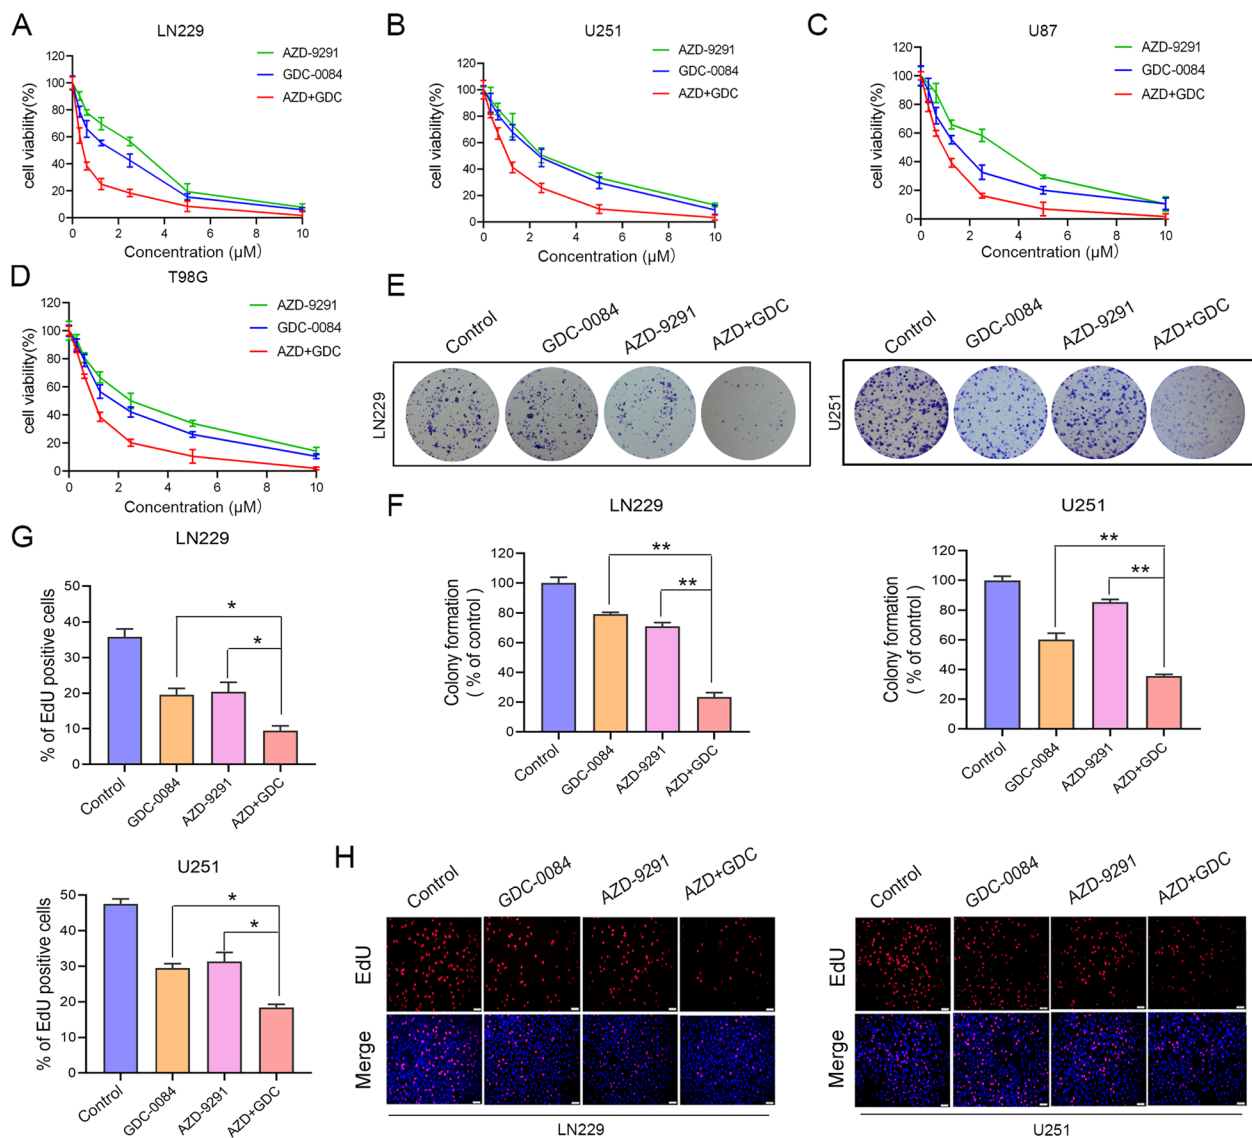 A
LN229
120
100
80
60
40
20
0
cell viability(%)
0 2 4 6 8 10
Concentration (μM)
AZD-9291
GDC-0084
AZD+GDC
B
U251
120
100
80
60
40
20
0
cell viability(%)
0 2 4 6 8 10
Concentration (μM)
AZD-9291
GDC-0084
AZD+GDC
C
U87
120
100
80
60
40
20
0
cell viability(%)
0 2 4 6 8 10
Concentration (μM)
AZD-9291
GDC-0084
AZD+GDC
D
T98G
120
100
80
60
40
20
0
cell viability(%)
0 2 4 6 8 10
Concentration (μM)
AZD-9291
GDC-0084
AZD+GDC
E
Control GDC-0084 AZD-9291 AZD+GDC
LN229
Control GDC-0084 AZD-9291 AZD+GDC
U251
G
LN229
50
40
30
20
10
0
% of EdU positive cells
*
*
Control GDC-0084 AZD-9291 AZD+GDC
F
LN229
120
100
80
60
40
20
0
Colony formation
( % of control )
**
**
Control GDC-0084 AZD-9291 AZD+GDC
U251
120
100
80
60
40
20
0
Colony formation
( % of control )
**
**
Control GDC-0084 AZD-9291 AZD+GDC
U251
50
40
30
20
10
0
% of EdU positive cells
*
*
Control GDC-0084 AZD-9291 AZD+GDC
H
Control GDC-0084 AZD-9291 AZD+GDC
EdU
Merge
LN229
Control GDC-0084 AZD-9291 AZD+GDC
EdU
Merge
U251